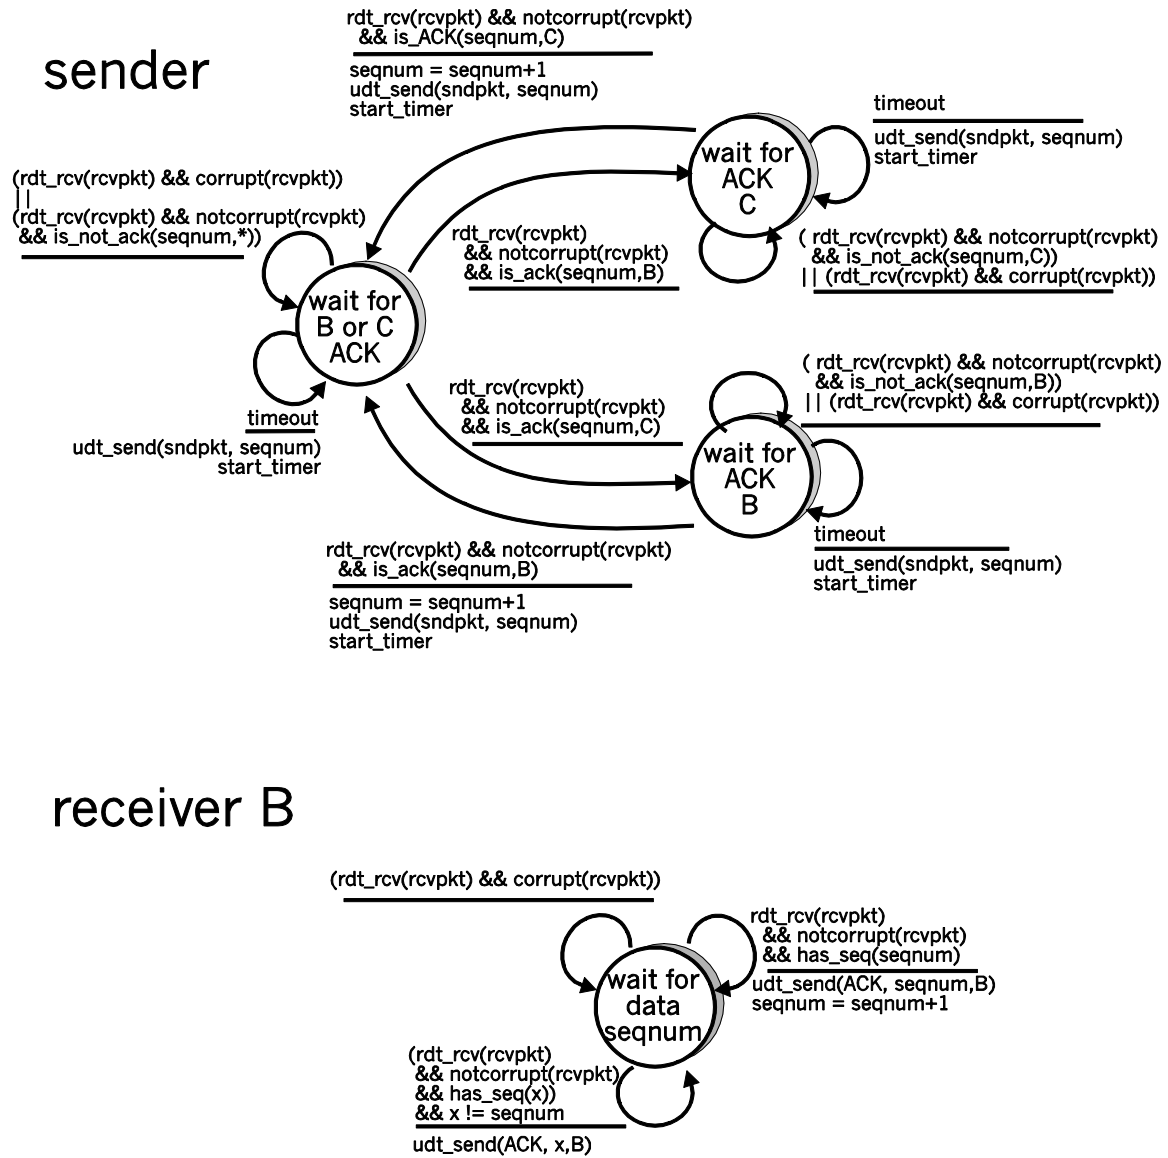 rdt_rcv(rcvpkt) && notcorrupt(rcvpkt)
&& is_ACK(seqnum,C)
seqnum = seqnum+1
udt_send(sndpkt, seqnum)
start_timer
sender
timeout
udt_send(sndpkt, seqnum)
start_timer
wait for
ACK
C
(rdt_rcv(rcvpkt) && corrupt(rcvpkt))
||
(rdt_rcv(rcvpkt) && notcorrupt(rcvpkt)
&& is_not_ack(seqnum,*))
rdt_rcv(rcvpkt)
&& notcorrupt(rcvpkt)
&& is_ack(seqnum,B)
( rdt_rcv(rcvpkt) && notcorrupt(rcvpkt)
&& is_not_ack(seqnum,C))
|| (rdt_rcv(rcvpkt) && corrupt(rcvpkt))
wait for
B or C
ACK
timeout
udt_send(sndpkt, seqnum)
start_timer
rdt_rcv(rcvpkt)
&& notcorrupt(rcvpkt)
&& is_ack(seqnum,C)
( rdt_rcv(rcvpkt) && notcorrupt(rcvpkt)
&& is_not_ack(seqnum,B))
|| (rdt_rcv(rcvpkt) && corrupt(rcvpkt))
wait for
ACK
B
timeout
udt_send(sndpkt, seqnum)
start_timer
rdt_rcv(rcvpkt) && notcorrupt(rcvpkt)
&& is_ack(seqnum,B)
seqnum = seqnum+1
udt_send(sndpkt, seqnum)
start_timer
receiver B
(rdt_rcv(rcvpkt) && corrupt(rcvpkt))
rdt_rcv(rcvpkt)
&& notcorrupt(rcvpkt)
&& has_seq(seqnum)
udt_send(ACK, seqnum,B)
seqnum = seqnum+1
wait for
data
seqnum
(rdt_rcv(rcvpkt)
&& notcorrupt(rcvpkt)
&& has_seq(x))
&& x != seqnum
udt_send(ACK, x,B)